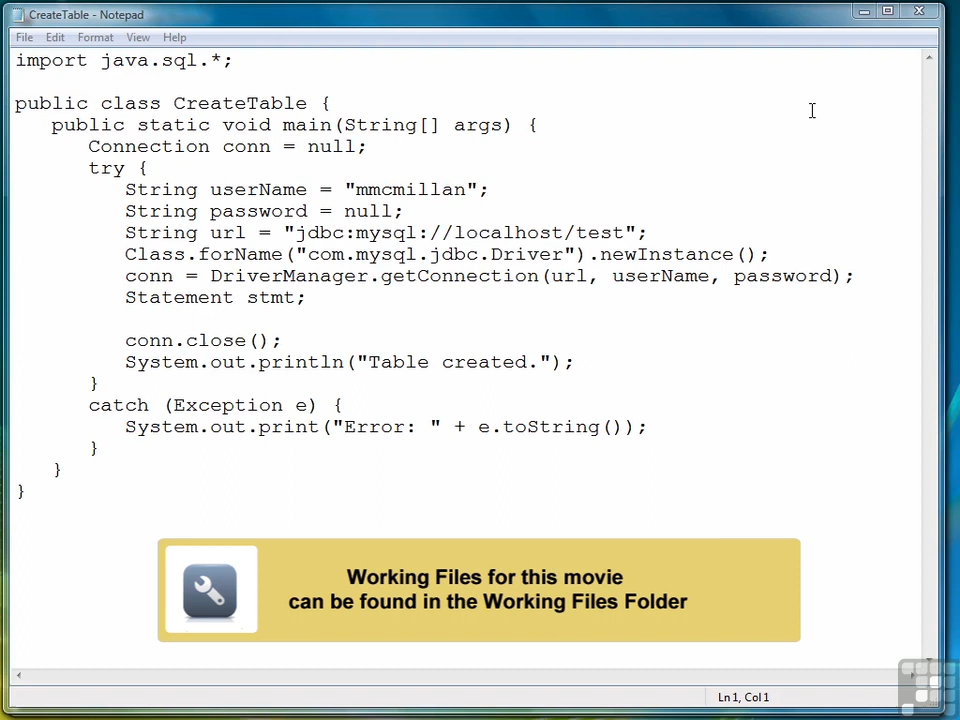 CreateTable - Notepad
File Edit Format View Help
import java.sql.*;
public class CreateTable {
public static void main(String[] args) {
Connection conn = null;
try {
String userName = "mmcmillan";
String password = null;
String url = "jdbc:mysql://localhost/test";
Class.forName("com.mysql.jdbc.Driver").newInstance();
conn = DriverManager.getConnection(url, userName, password);
Statement stmt;
conn.close();
System.out.println("Table created.");
}
catch (Exception e) {
System.out.print("Error: " + e.toString());
}
}
}
Working Files for this movie
can be found in the Working Files Folder
Ln1, Col1